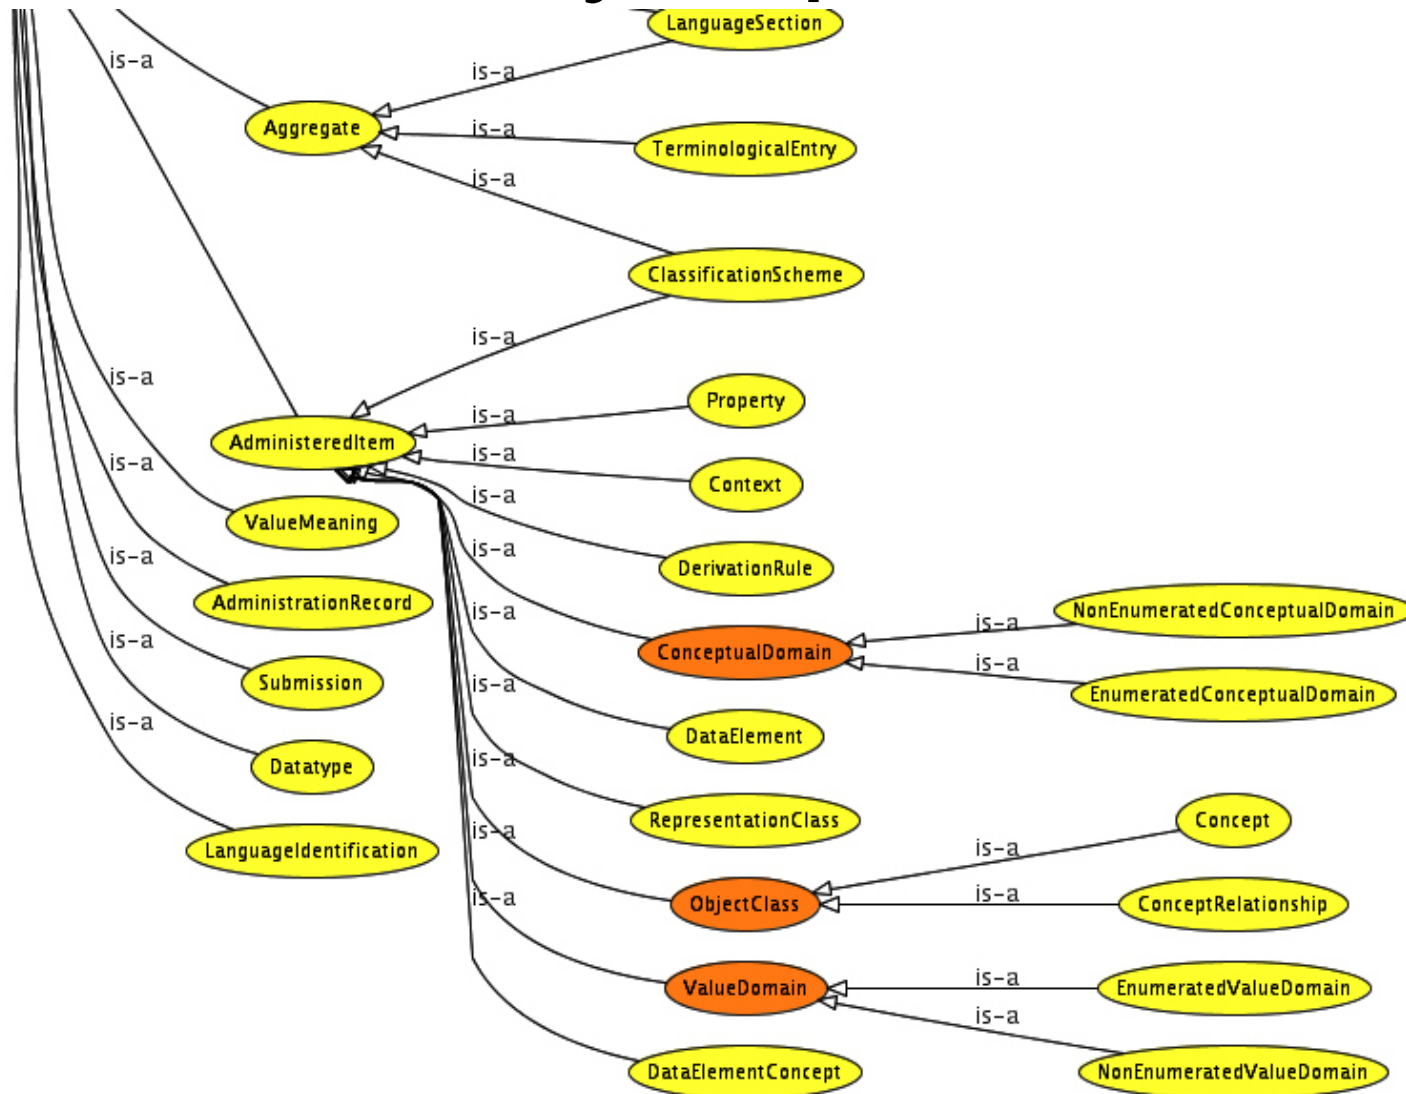 LanguageSection
is-a
is-a
Aggregate
is-a
TerminologicalEntry
is-a
ClassificationScheme
is-a
is-a
Property
is-a
AdministeredItem
is-a
Context
is-a
is-a
ValueMeaning
is-a
DerivationRule
is-a
AdministrationRecord
is-a
NonEnumeratedConceptualDomain
is-a
ConceptualDomain
is-a
is-a
Submission
is-a
EnumeratedConceptualDomain
is-a
DataElement
is-a
Datatype
RepresentationClass
is-a
Concept
is-a
LanguageIdentification
is-a
ObjectClass
is-a
ConceptRelationship
ValueDomain
is-a
EnumeratedValueDomain
is-a
DataElementConcept
NonEnumeratedValueDomain